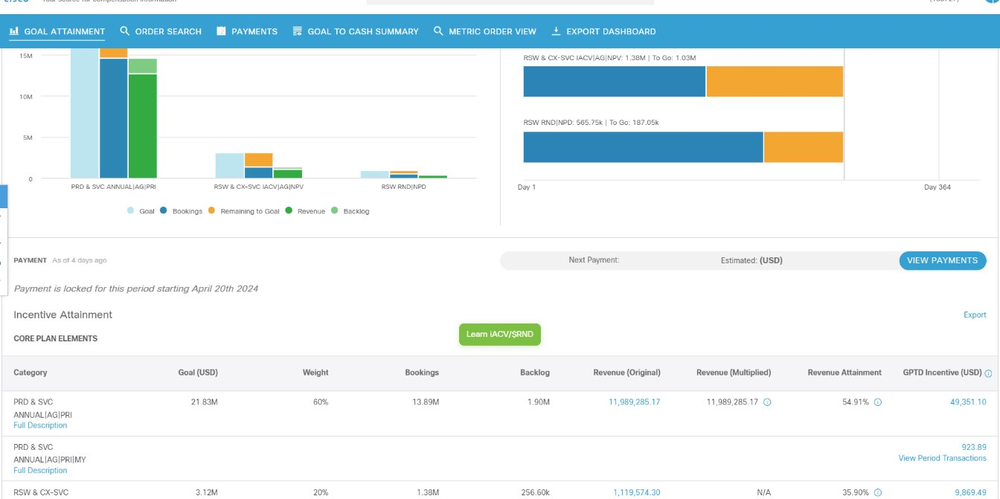 GOAL ATTAINMENT ORDER SEARCH PAYMENTS GOAL TO CASH SUMMARY METRIC ORDER VIEW EXPORT DASHBOARD
15M
10M
5M
0
PRD & SVC ANNUAL|AG|PRI RSW & CX-SVC IACV|AG|NPV RSW RND|NPD
Goal Bookings Remaining to Goal Revenue Backlog
RSW & CX-SVC IACV|AG|NPV: 1.38M | To Go: 1.03M
RSW RND|NPD: 565.75k | To Go: 187.05k
Day 1 Day 364
PAYMENT As of 4 days ago Next Payment: Estimated: (USD) VIEW PAYMENTS
Payment is locked for this period starting April 20th 2024
Incentive Attainment Export
Learn iACV/$RND
CORE PLAN ELEMENTS
Category Goal (USD) Weight Bookings Backlog Revenue (Original) Revenue (Multiplied) Revenue Attainment GPTD Incentive (USD)
PRD & SVC 21.83M 60% 13.89M 1.90M 11,989,285.17 11,989,285.17 54.91% 49,351.10
ANNUAL|AG|PRI
Full Description
PRD & SVC 923.89
ANNUAL|AG|PRI|MY View Period Transactions
Full Description
RSW & CX-SVC 3.12M 20% 1.38M 256.60k 1,119,574.30 N/A 35.90% 9,869.49